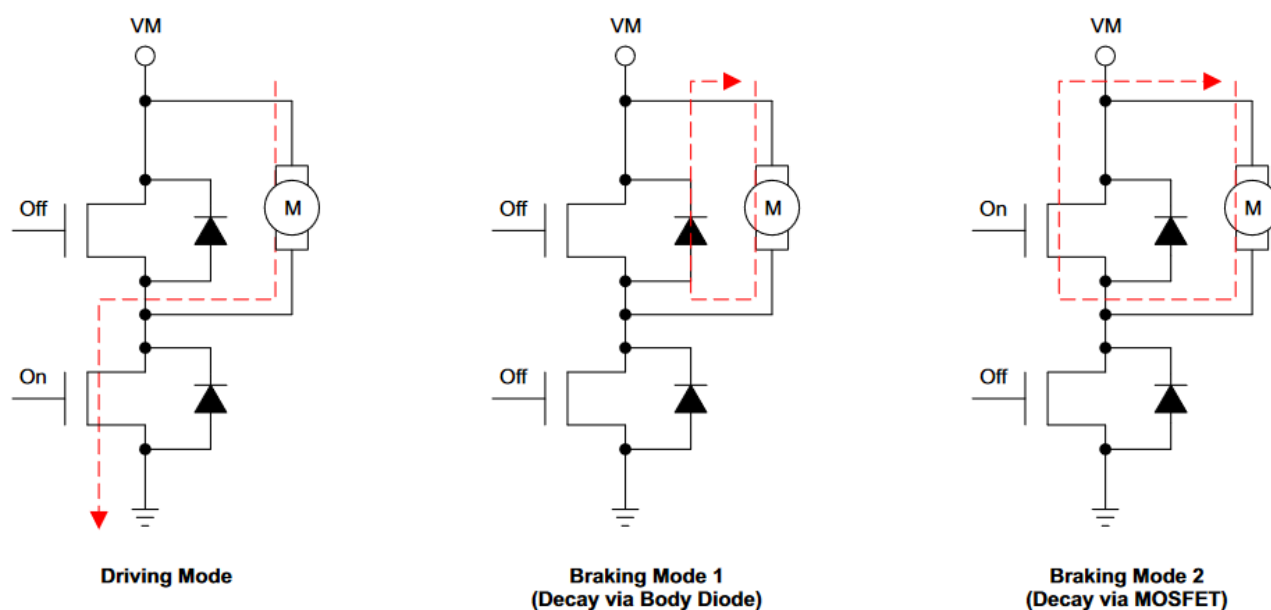 VM
VM
VM
Off
M
Off
M
On
M
On
Off
Off
Driving Mode
Braking Mode 1
(Decay via Body Diode)
Braking Mode 2
(Decay via MOSFET)